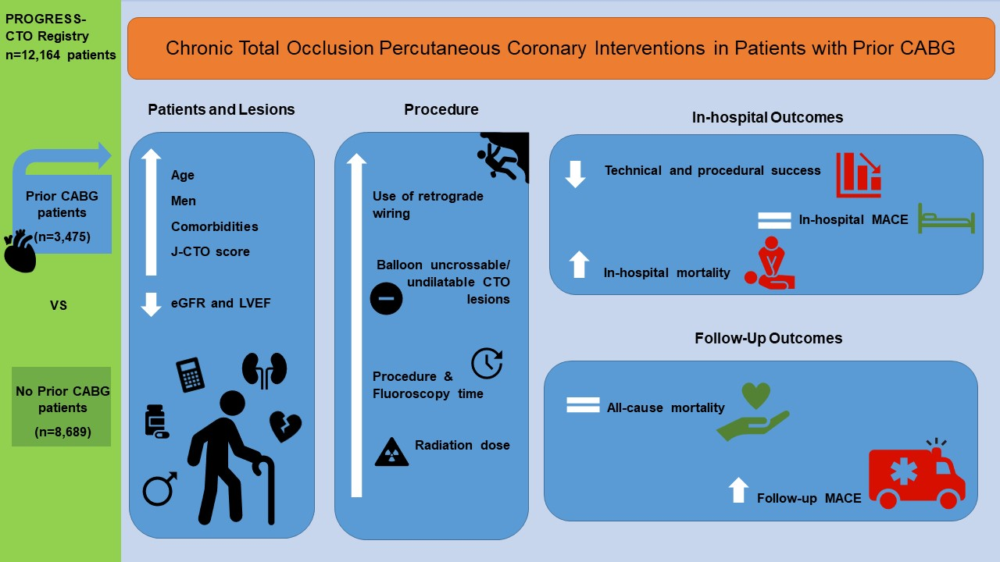 PROGRESS-
CTO Registry
n=12,164 patients
Chronic Total Occlusion Percutaneous Coronary Interventions in Patients with Prior CABG
Prior CABG
patients
(n=3,475)
VS
No Prior CABG
patients
(n=8,689)
Patients and Lesions
Age
Men
Comorbidities
J-CTO score
eGFR and LVEF
Procedure
Use of retrograde
wiring
Balloon uncrossable/
undilatable CTO
lesions
Procedure &
Fluoroscopy time
Radiation dose
In-hospital Outcomes
Technical and procedural success
In-hospital MACE
In-hospital mortality
Follow-Up Outcomes
All-cause mortality
Follow-up MACE